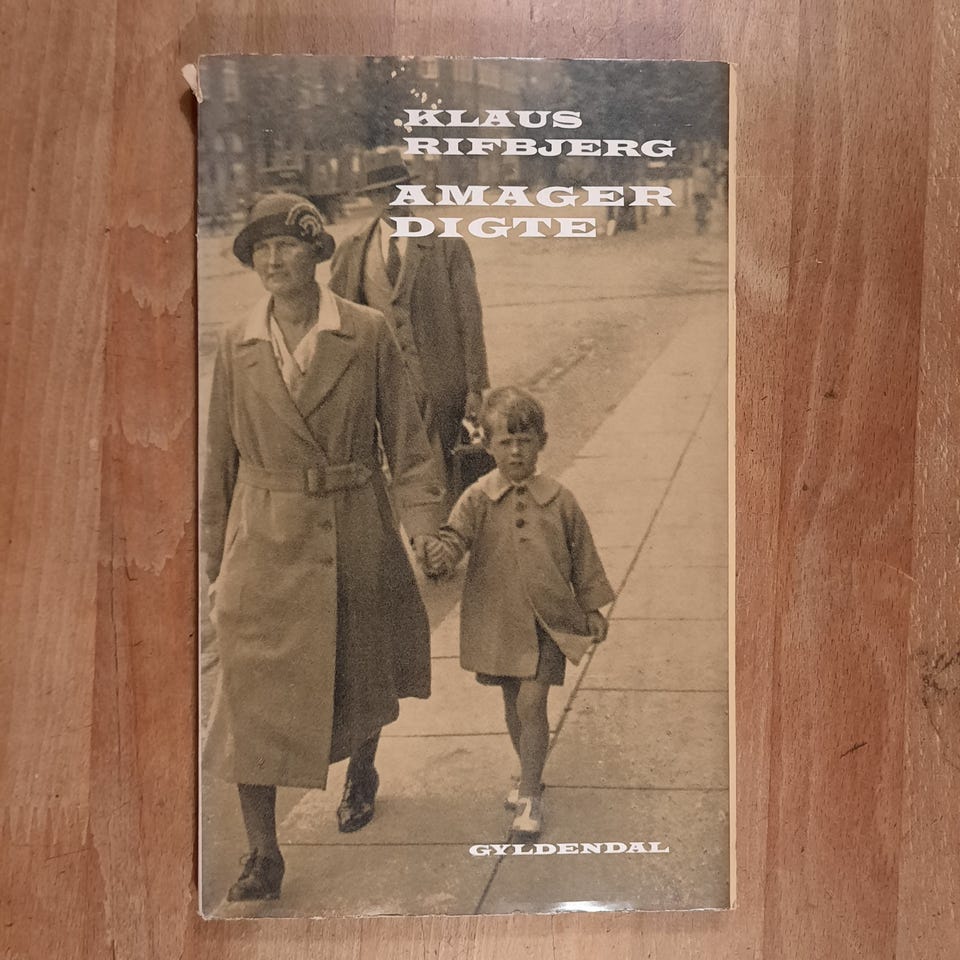 KLAUS
RIFBJERG
AMAGER
DIGTE
GYLDENDAL